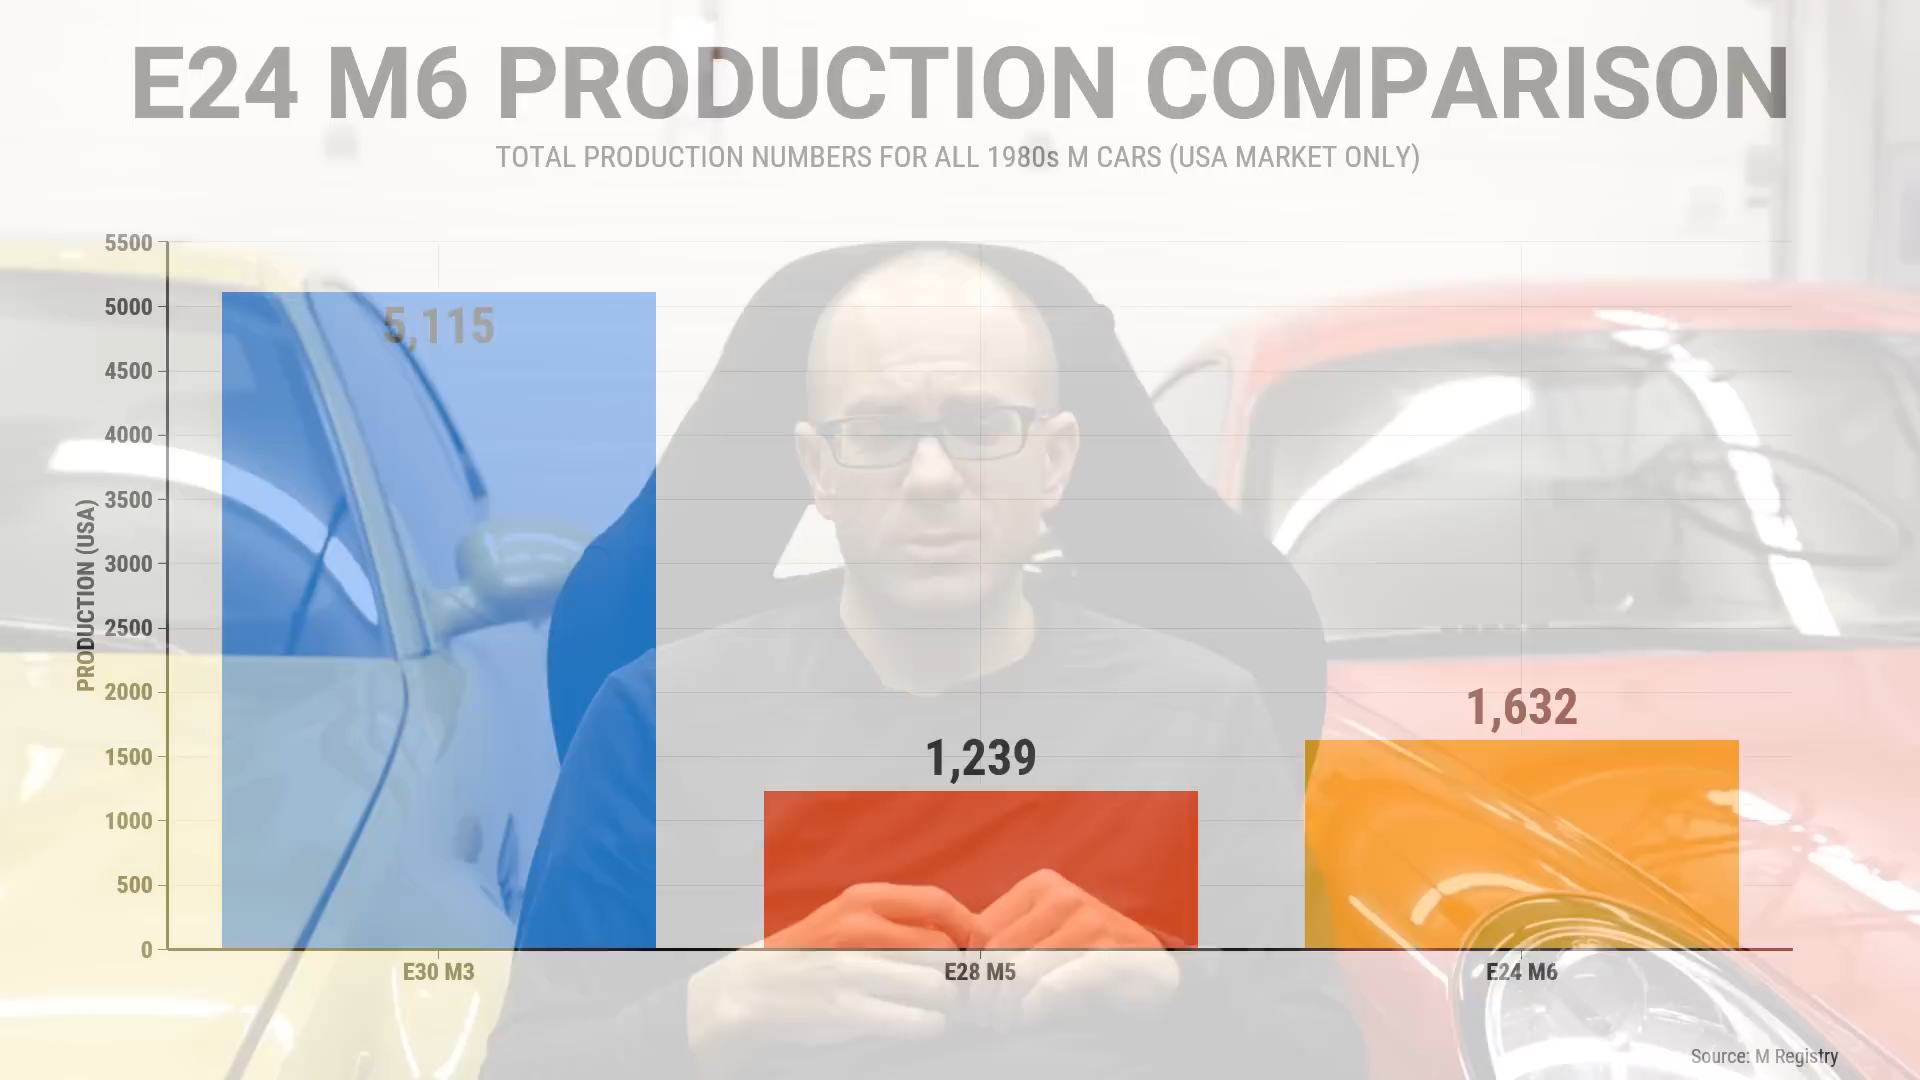 E24 M6 PRODUCTION COMPARISON
TOTAL PRODUCTION NUMBERS FOR ALL 1980s M CARS (USA MARKET ONLY)
PRODUCTION (USA)
5500
5000
4500
4000
3500
3000
2500
2000
1500
1000
500
0
5,115
1,239
1,632
E30 M3
E28 M5
E24 M6
Source: M Registry